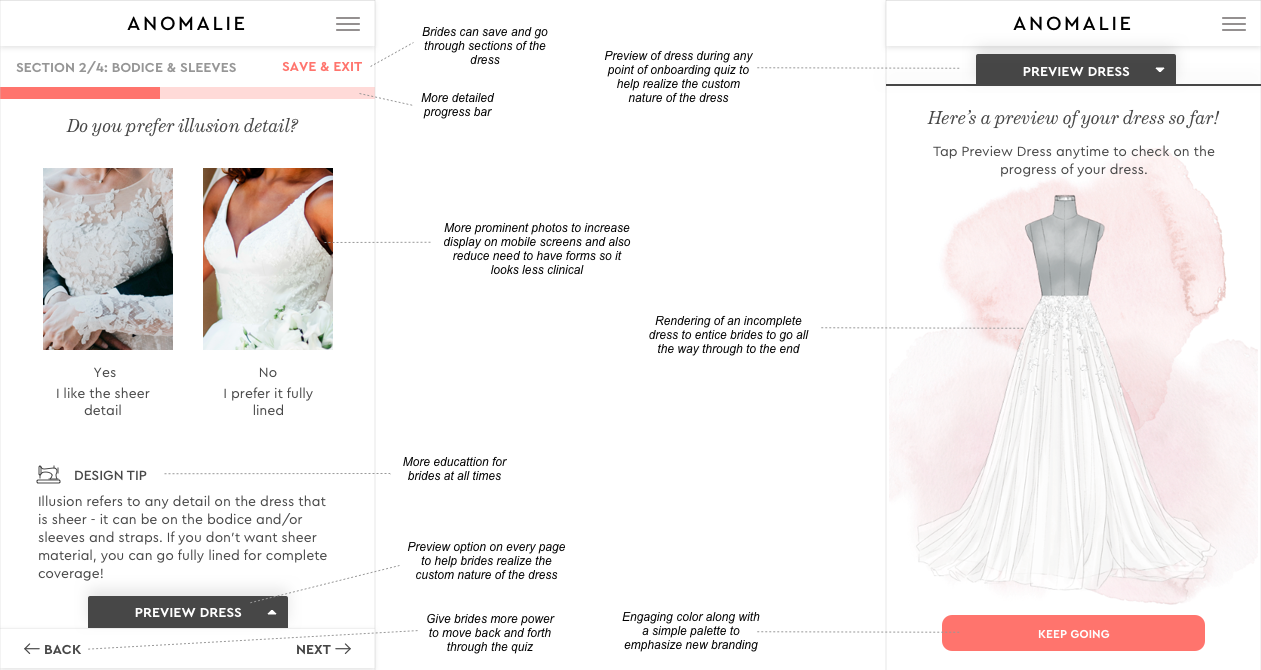 ANOMALIE
SECTION 2/4: BODICE & SLEEVES
SAVE & EXIT
Do you prefer illusion detail?
Yes
I like the sheer
detail
No
I prefer it fully
lined
DESIGN TIP
Illusion refers to any detail on the dress that
is sheer - it can be on the bodice and/or
sleeves and straps. If you don't want sheer
material, you can go fully lined for complete
coverage!
PREVIEW DRESS
BACK
NEXT
Brides can save and go
through sections of the
dress
More detailed
progress bar
More prominent photos to increase
display on mobile screens and also
reduce need to have forms so it
looks less clinical
More educattion for
brides at all times
Preview option on every page
to help brides realize the
custom nature of the dress
Give brides more power
to move back and forth
through the quiz
Preview of dress during any
point of onboarding quiz to
help realize the custom
nature of the dress
Rendering of an incomplete
dress to entice brides to go all
the way through to the end
Engaging color along with
a simple palette to
emphasize new branding
ANOMALIE
PREVIEW DRESS
Here's a preview of your dress so far!
Tap Preview Dress anytime to check on the
progress of your dress.
KEEP GOING